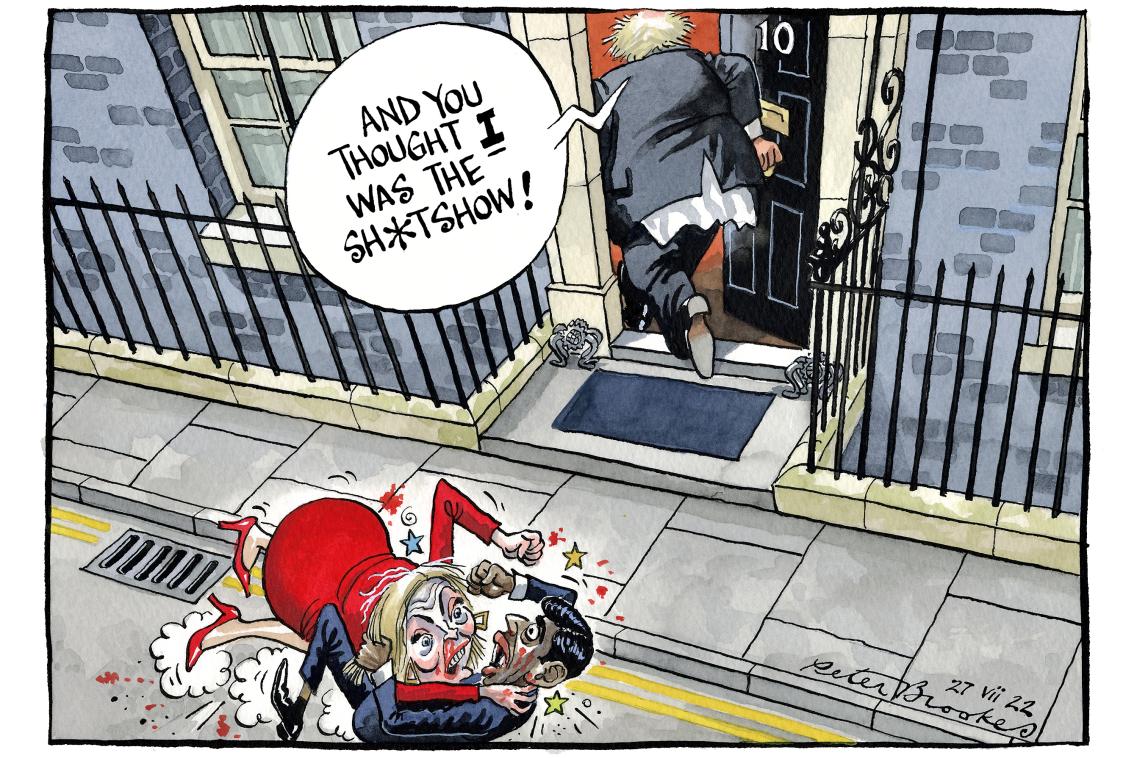 AND YOU
THOUGHT I
WAS THE
SH*TSHOW!
10
Peter Brookes
27 vii 22